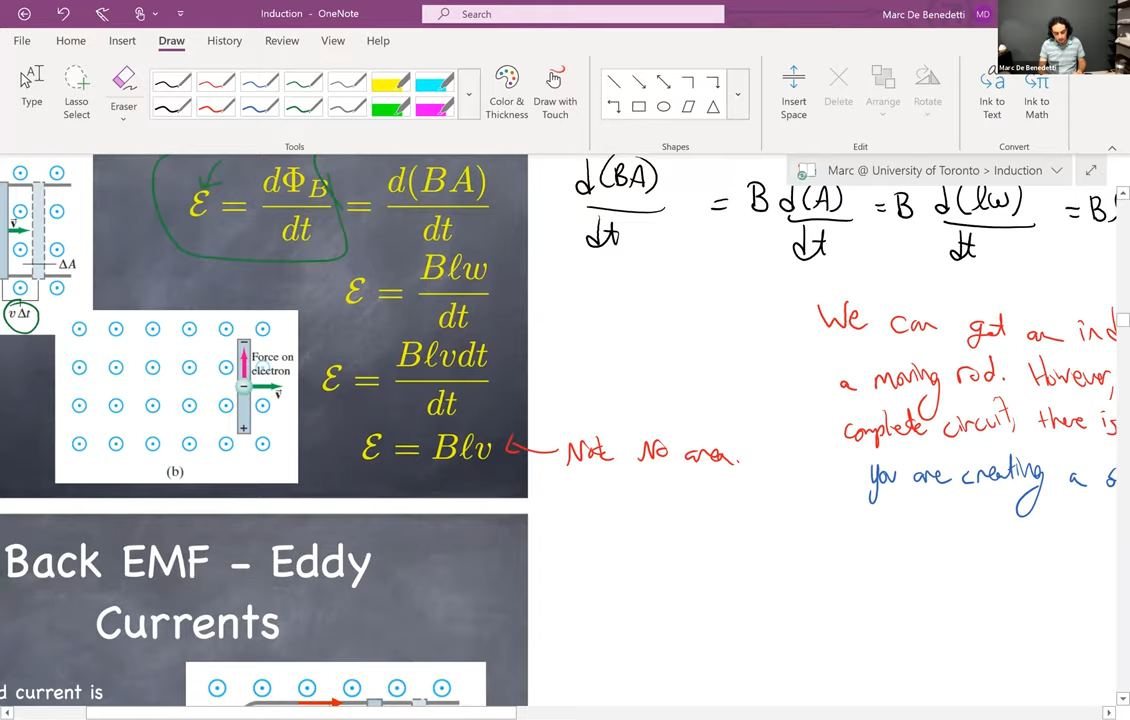 Induction - OneNote
Search
Marc De Benedetti
MD
File
Home
Insert
Draw
History
Review
View
Help
Marc De Benedetti
Type
Lasso Select
Eraser
Color & Thickness
Draw with Touch
Insert Space
Delete
Arrange
Rotate
Ink to Text
Ink to Math
Tools
Shapes
Convert
Marc @ University of Toronto > Induction
ℰ = dΦ_B/dt = d(BA)/dt
d(BA)/dt = B d(A)/dt = B d(lw)/dt = B
v⃗
ΔA
ℰ = Bℓw/dt
v Δt
We can get an ind
Force on electron
v⃗
ℰ = Bℓvdt/dt
a moving rod. However,
complete circuit, there is
ℰ = Bℓv
Not No area.
(b)
you are creating a
Back EMF – Eddy
Currents
d current is